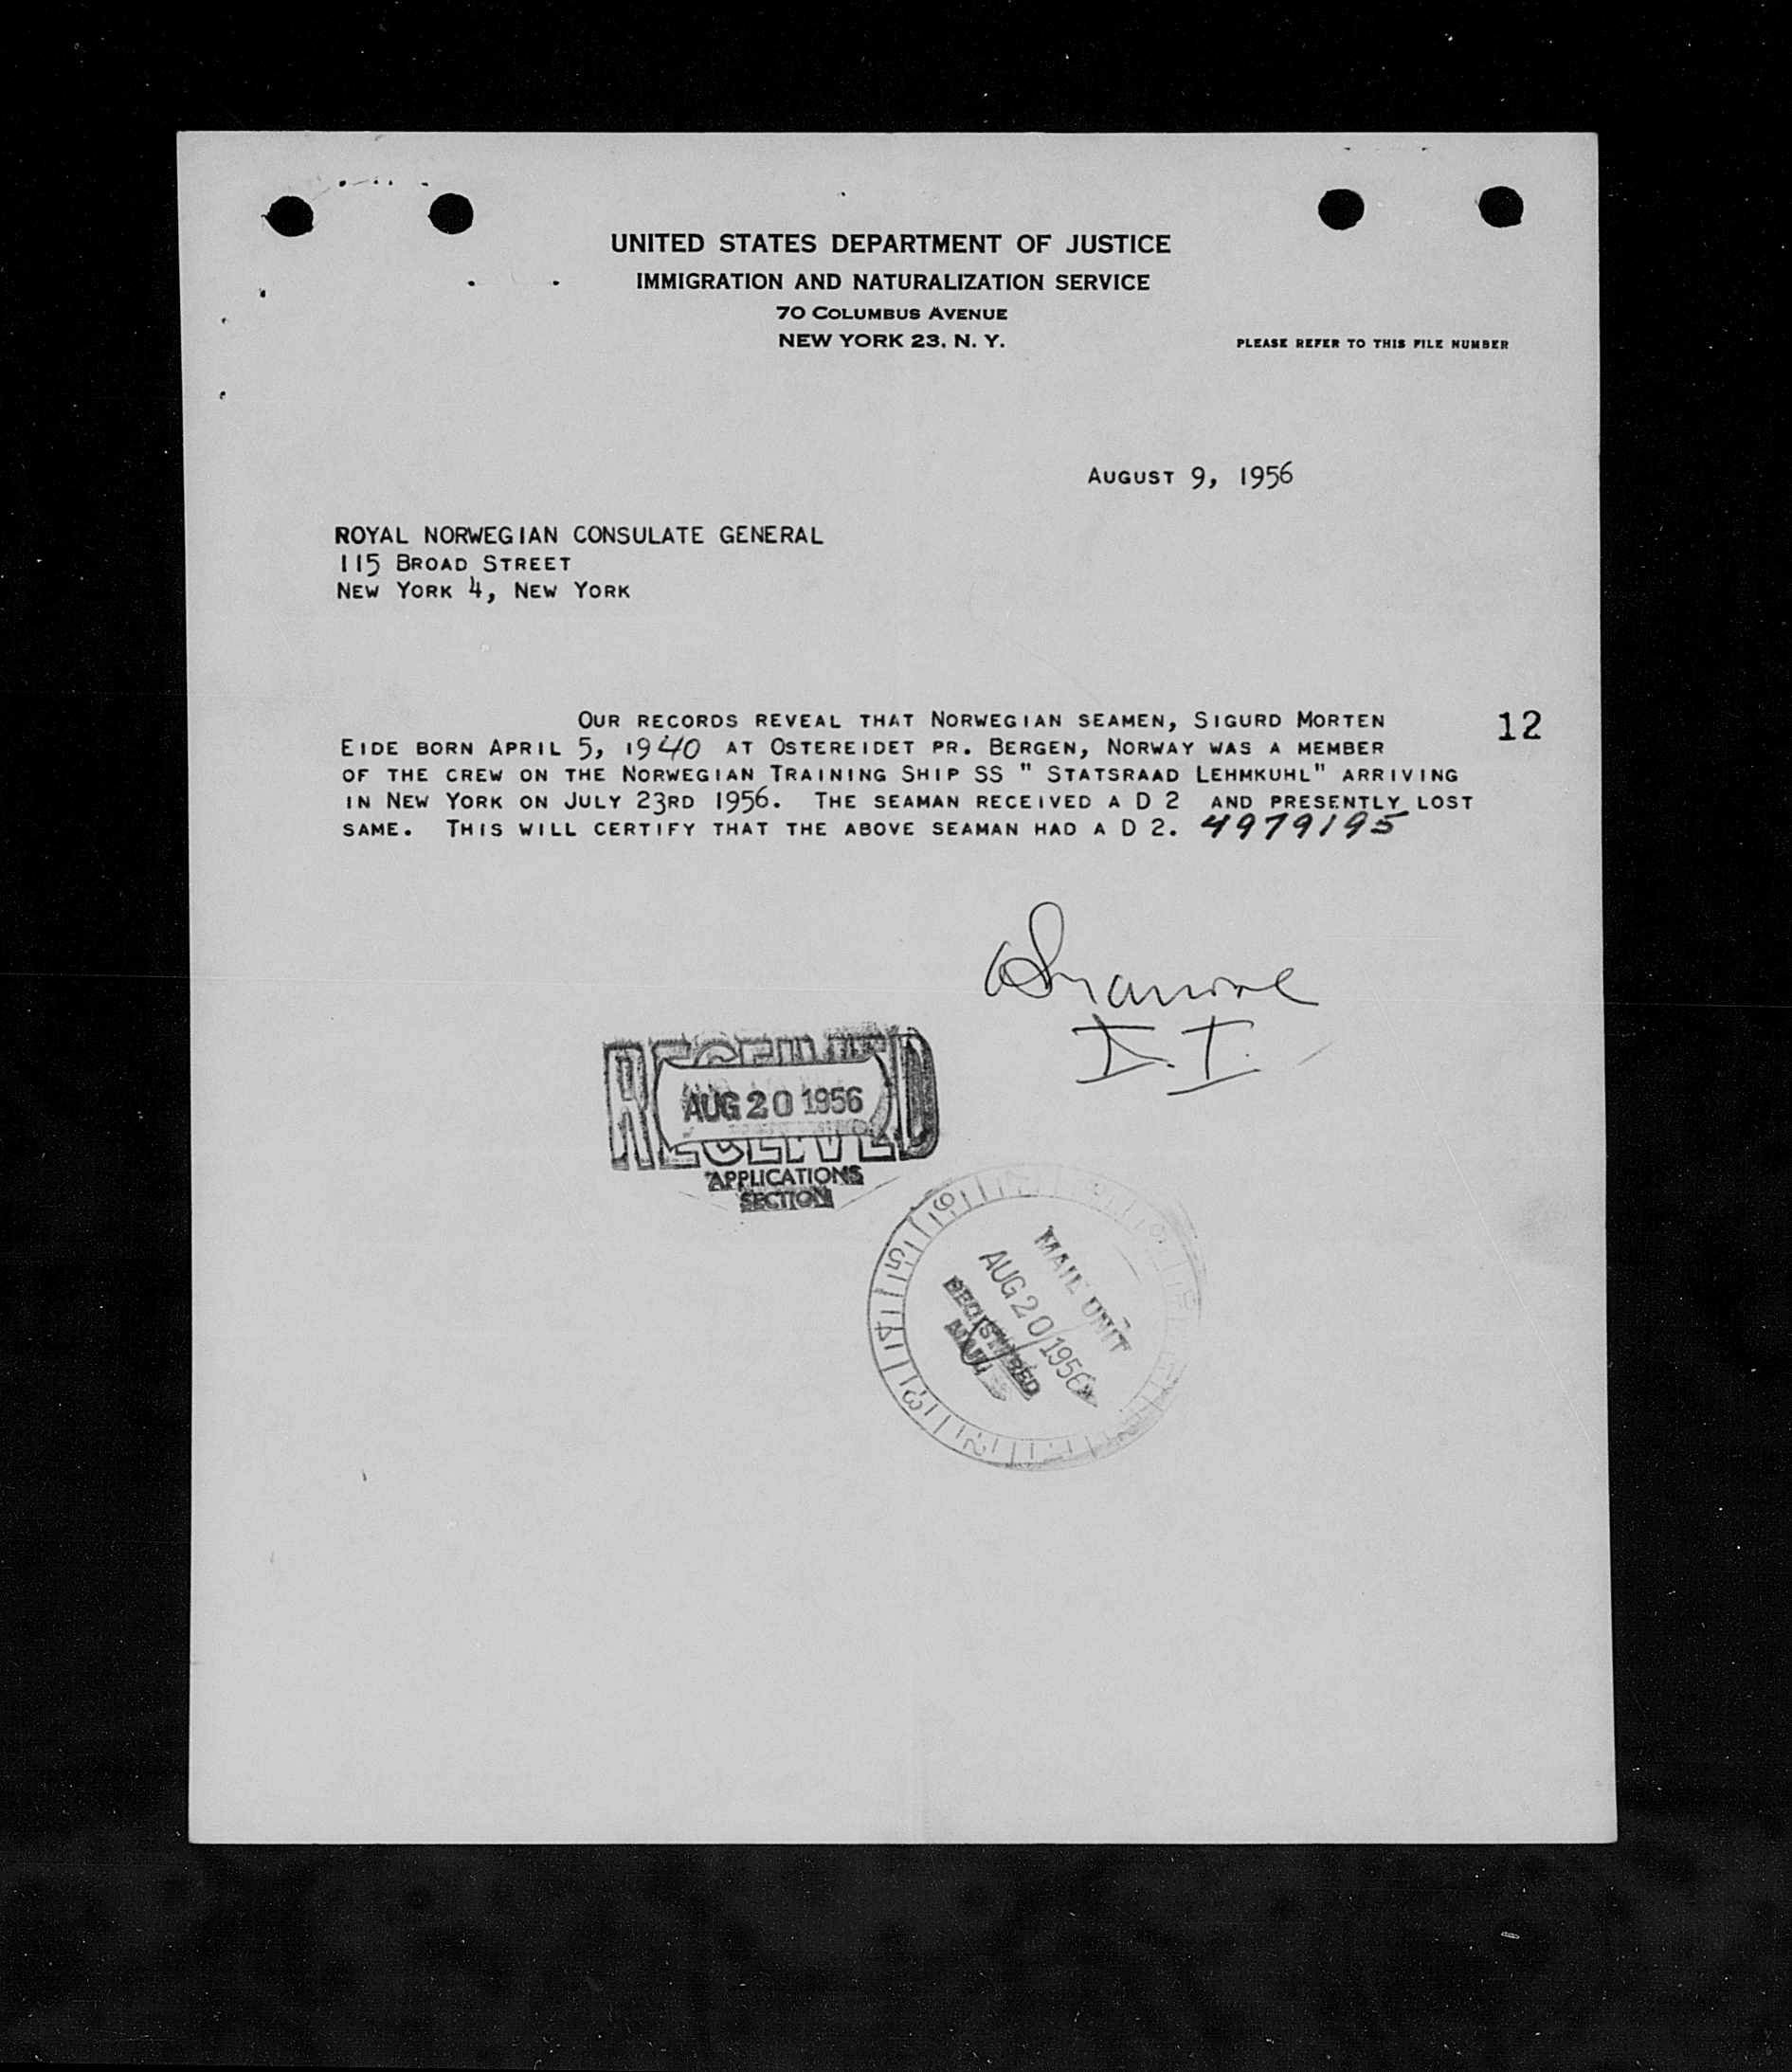 UNITED STATES DEPARTMENT OF JUSTICE
IMMIGRATION AND NATURALIZATION SERVICE
70 COLUMBUS AVENUE
NEW YORK 23, N. Y.
PLEASE REFER TO THIS FILE NUMBER
AUGUST 9, 1956
ROYAL NORWEGIAN CONSULATE GENERAL
115 BROAD STREET
NEW YORK 4, NEW YORK
OUR RECORDS REVEAL THAT NORWEGIAN SEAMEN, SIGURD MORTEN
12
EIDE BORN APRIL 5, 1940 AT OSTEREIDET PR. BERGEN, NORWAY WAS A MEMBER
OF THE CREW ON THE NORWEGIAN TRAINING SHIP SS " STATSRAAD LEHMKUHL" ARRIVING
IN NEW YORK ON JULY 23RD 1956. THE SEAMAN RECEIVED A D 2 AND PRESENTLY LOST
SAME. THIS WILL CERTIFY THAT THE ABOVE SEAMAN HAD A D 2. 4979195
RECEIVED
AUG 20 1956
RECEIVED
APPLICATIONS
SECTION
MAIL UNIT
AUG 20 1956
REGISTERED
MAIL